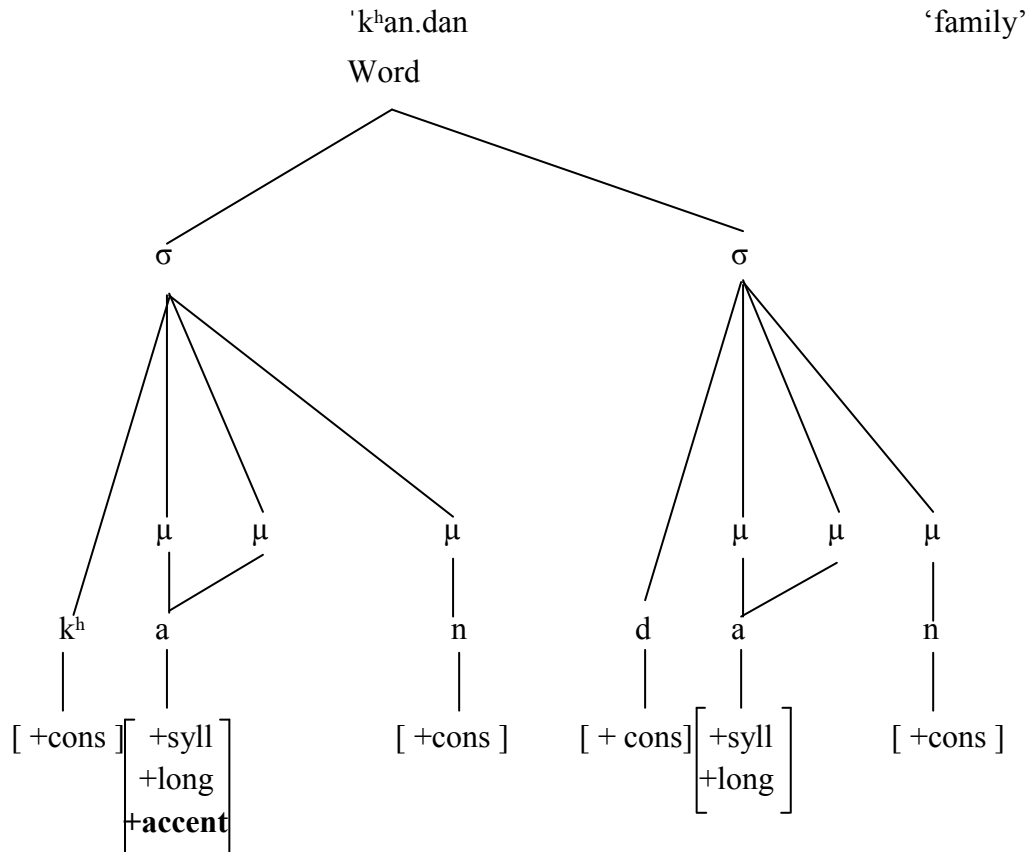 ˈkʰan.dan ‘family’
Word
σ σ
μ μ μ μ μ μ
kʰ a n d a n
[ +cons ] [ +syll [ +cons ] [ + cons] [ +syll ] [ +cons ]
+long +long
+accent